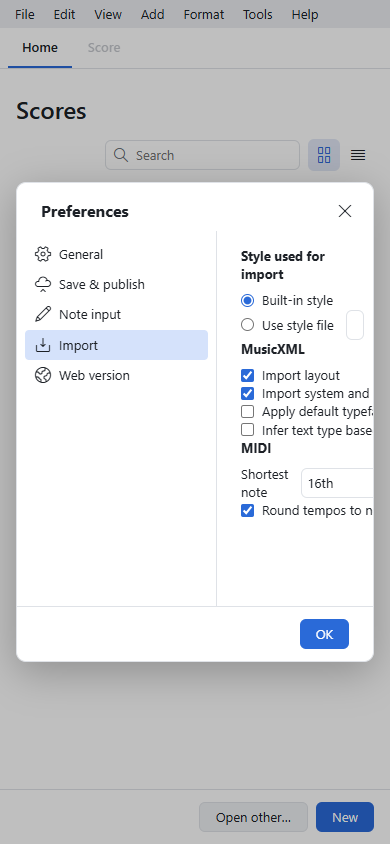 File Edit View Add Format Tools Help
Home Score
Scores
Search
Preferences
General
Save & publish
Note input
Import
Web version
Style used for
import
Built-in style
Use style file
MusicXML
Import layout
Import system and
Apply default
Infer text type
MIDI
Shortest
note
16th
Round tempos to
OK
Open other...
New